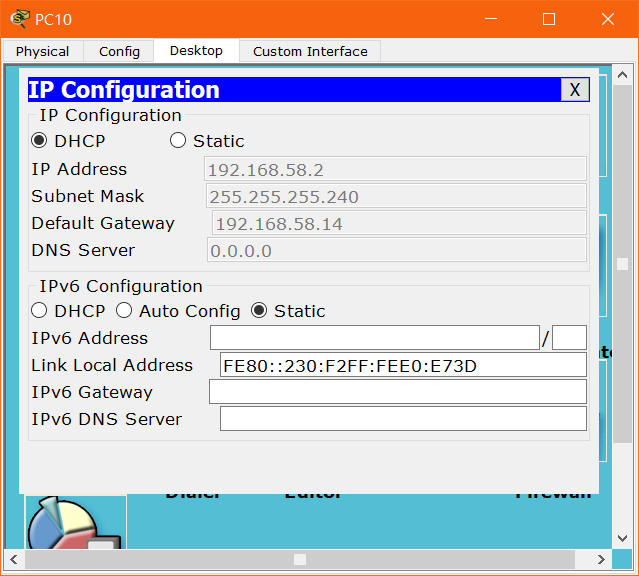 PC10
Physical Config Desktop Custom Interface
IP Configuration X
IP Configuration
DHCP Static
IP Address 192.168.58.2
Subnet Mask 255.255.255.240
Default Gateway 192.168.58.14
DNS Server 0.0.0.0
IPv6 Configuration
DHCP Auto Config Static
IPv6 Address /
Link Local Address FE80::230:F2FF:FEE0:E73D
IPv6 Gateway
IPv6 DNS Server
Dialer Editor Firewall